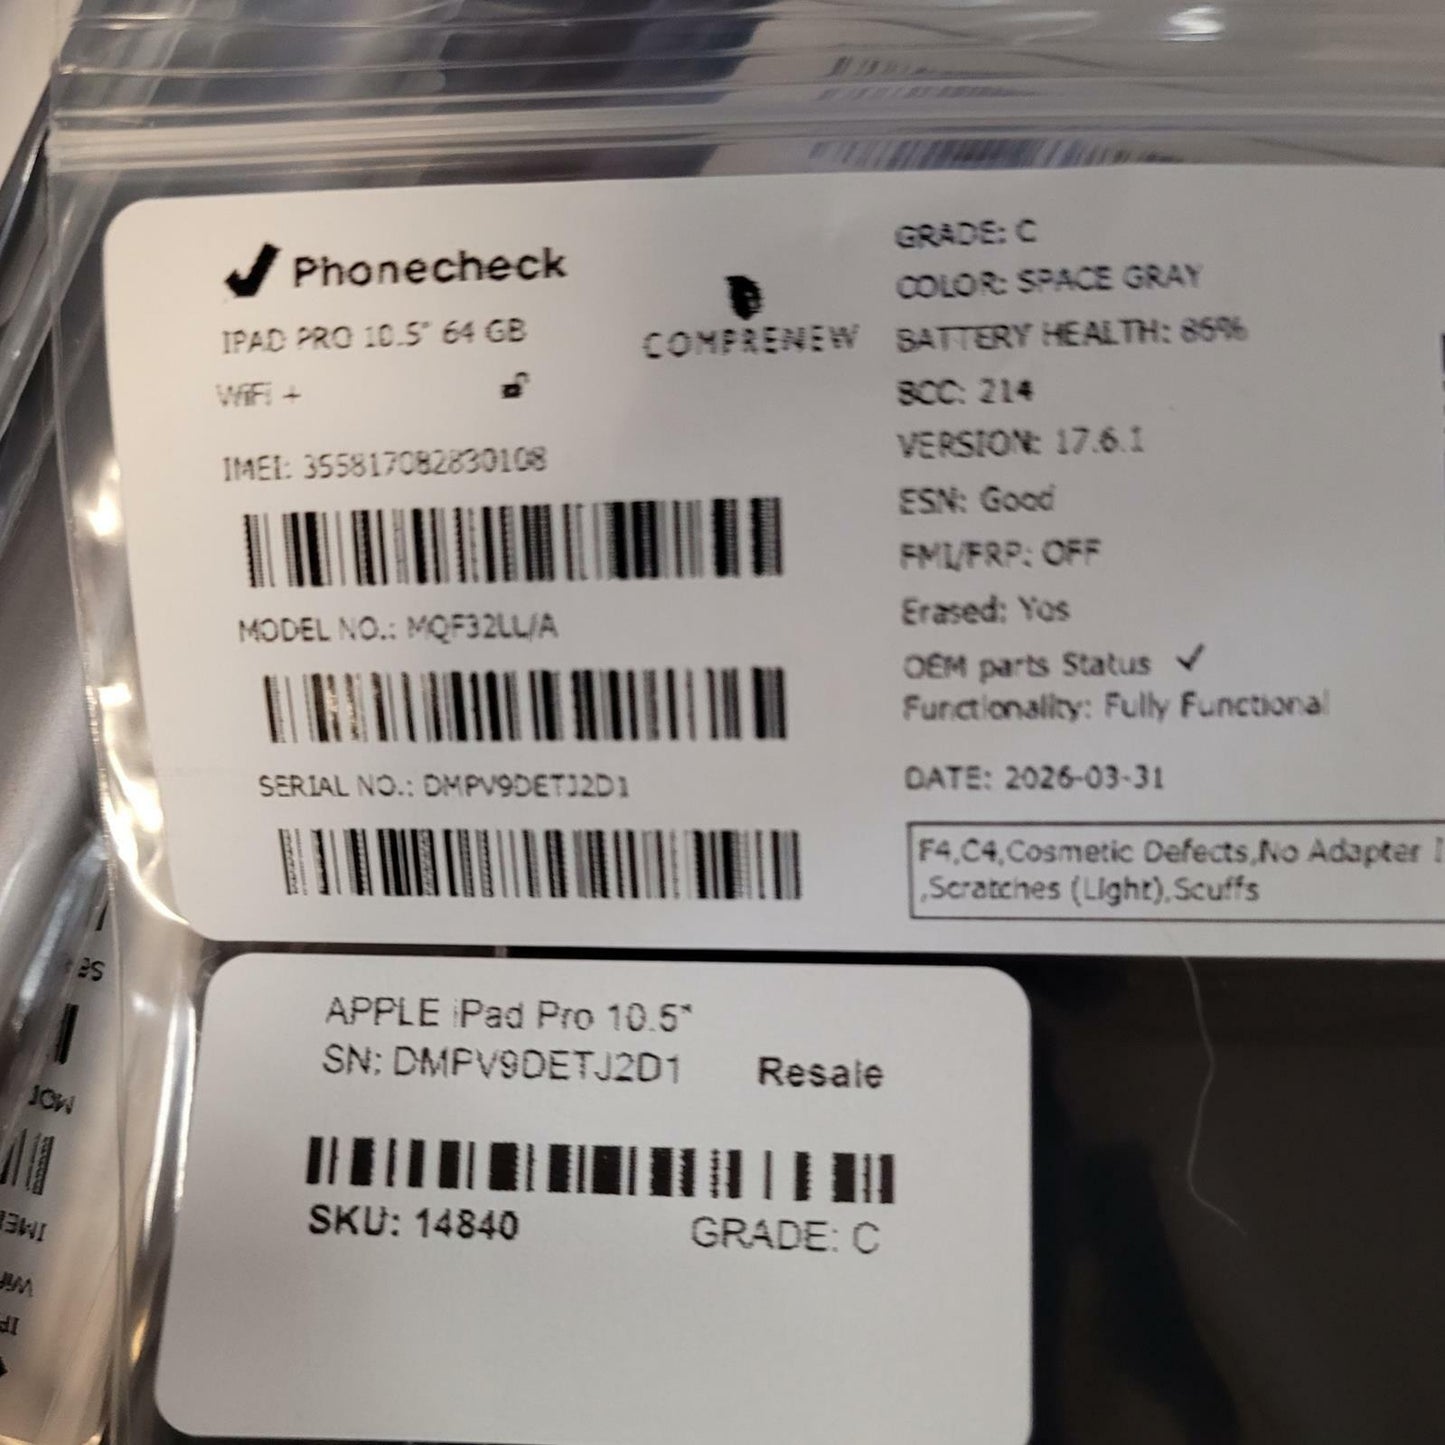 Phonecheck
IPAD PRO 10.5" 64 GB
WiFi +
COMPRENEW
IMEI: 355817082830108
MODEL NO.: MQF32LL/A
SERIAL NO.: DMPV9DETJ2D1
GRADE: C
COLOR: SPACE GRAY
BATTERY HEALTH: 86%
BCC: 214
VERSION: 17.6.1
ESN: Good
FMI/FRP: OFF
Erased: Yes
OEM parts Status ✓
Functionality: Fully Functional
DATE: 2026-03-31
F4,C4,Cosmetic Defects,No Adapter
,Scratches (Light),Scuffs
APPLE iPad Pro 10.5"
SN: DMPV9DETJ2D1 Resale
SKU: 14840 GRADE: C